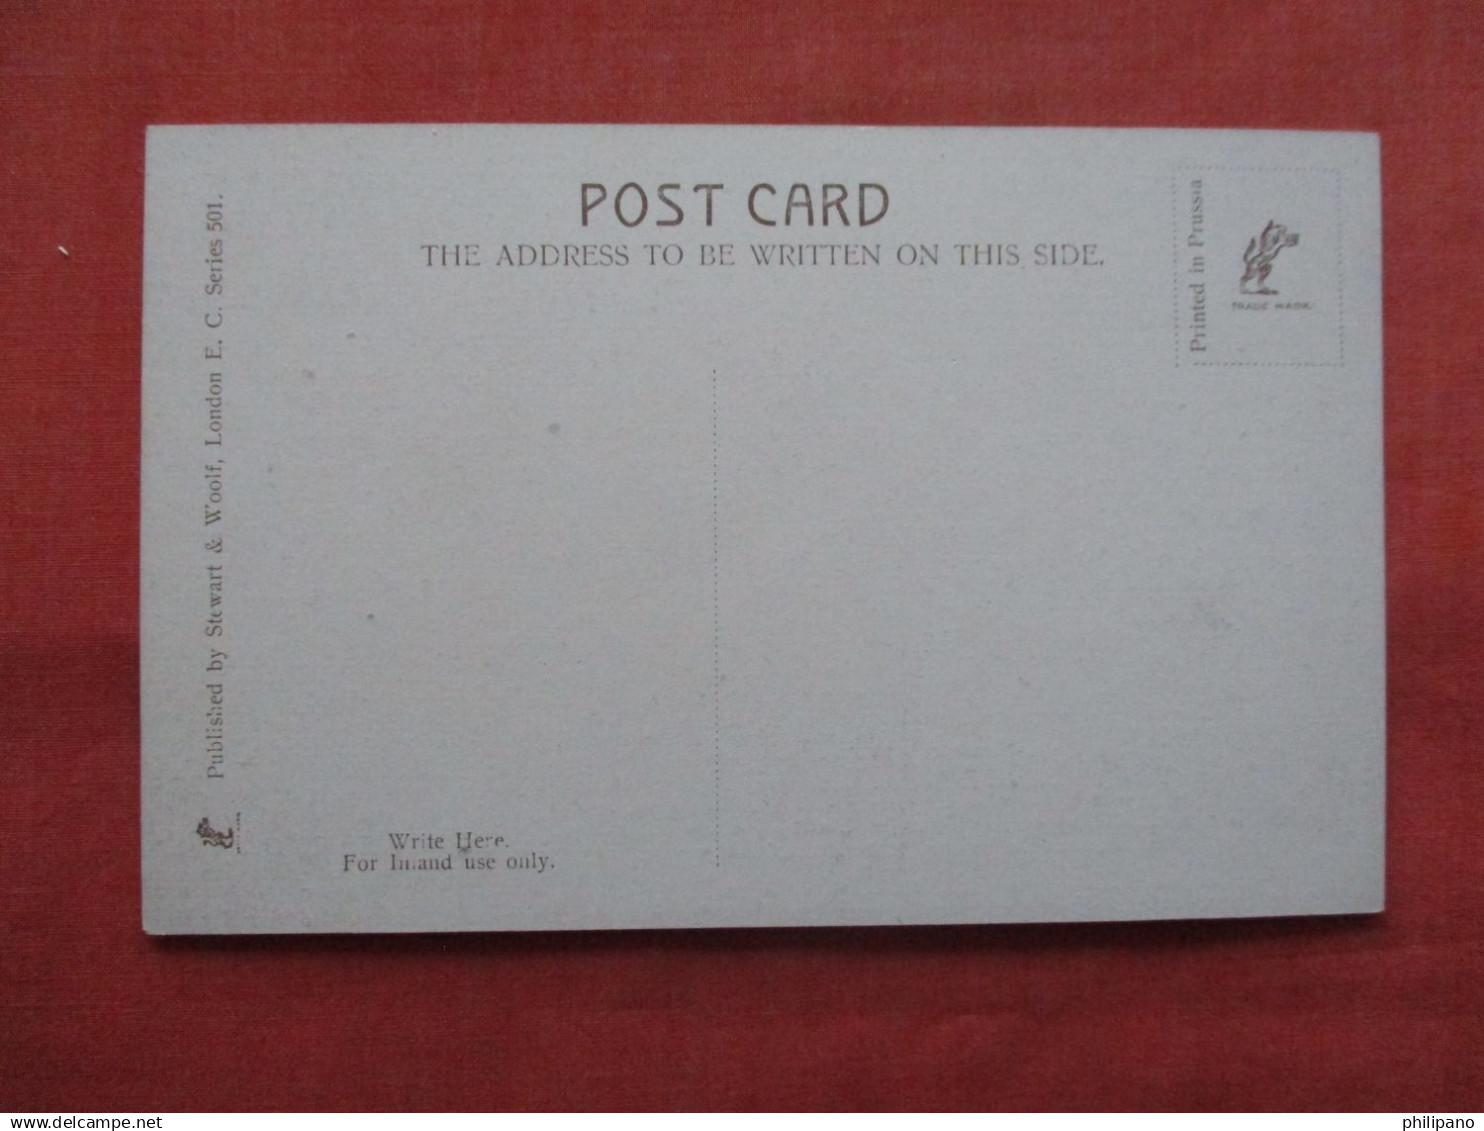 POST CARD
THE ADDRESS TO BE WRITTEN ON THIS SIDE.
Printed in Prussia
TRADE MARK.
Published by Stewart & Woolf, London E. C. Series 501.
Write Here.
For Inland use only.
delcampe.net
philipano